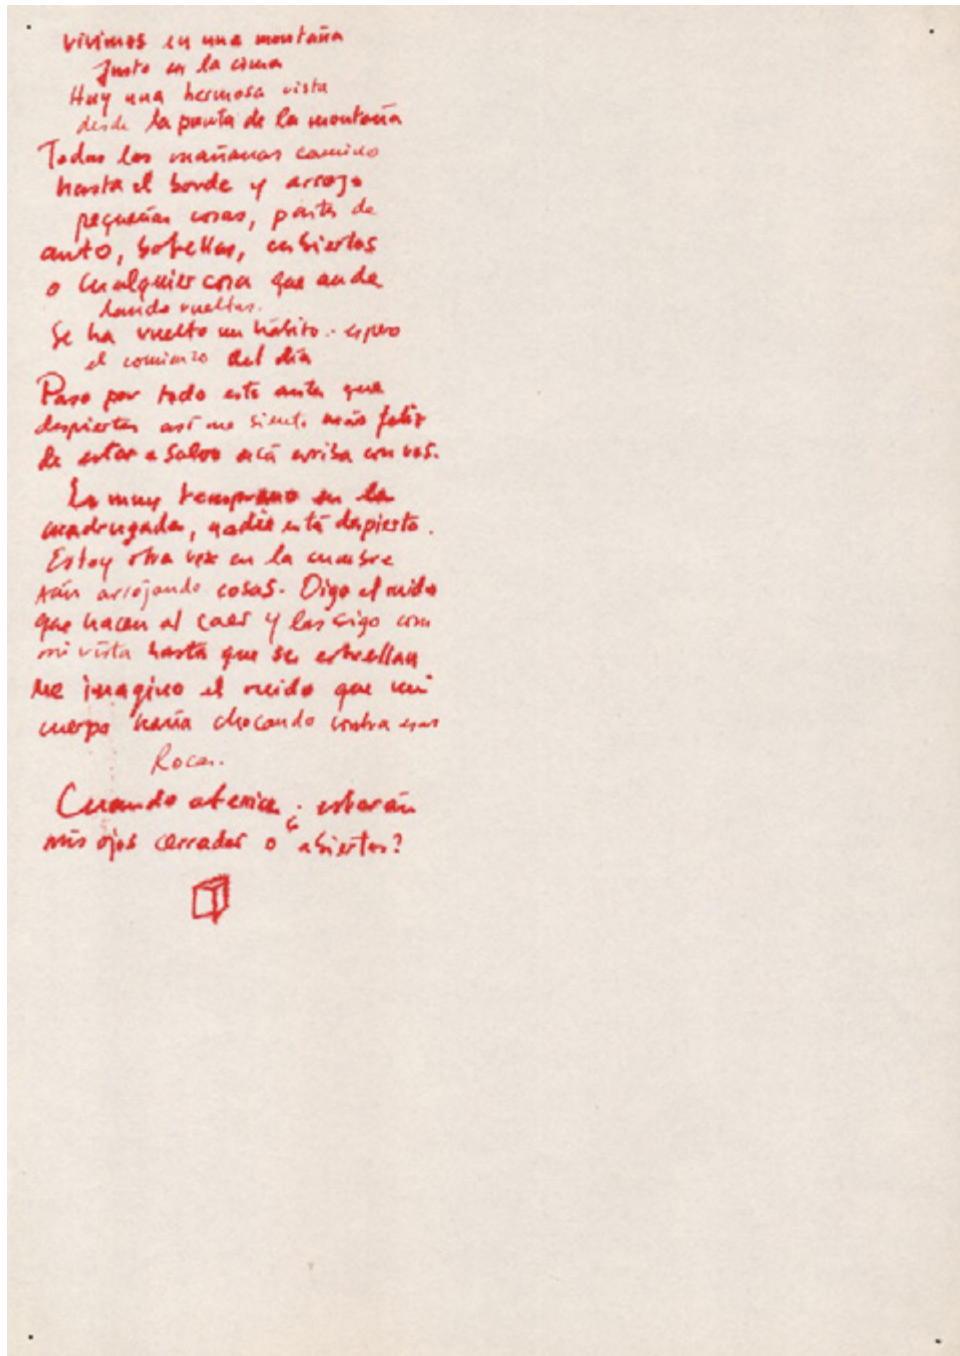 vivimos en una montaña
Justo en la cima
Hay una hermosa vista
desde la punta de la montaña
Todas las mañanas camino
hasta el borde y arrojo
pequeñas cosas, partes de
auto, botellas, cubiertos
o cualquier cosa que ande
dando vueltas.
Se ha vuelto un hábito.
el comienzo del día
Paso por todo esto antes que
despiertes así me siento más feliz
de estar a salvo acá arriba con vos.
Es muy temprano en la
madrugada, nadie está despierto.
Estoy otra vez en la cumbre
Aún arrojando cosas. Oigo el ruido
que hacen al caer y las sigo con
mi vista hasta que se estrellan
Me imagino el ruido que mi
cuerpo haría chocando contra esas
Rocas.
Cuando aterrice ¿ estarán
mis ojos cerrados o abiertos?